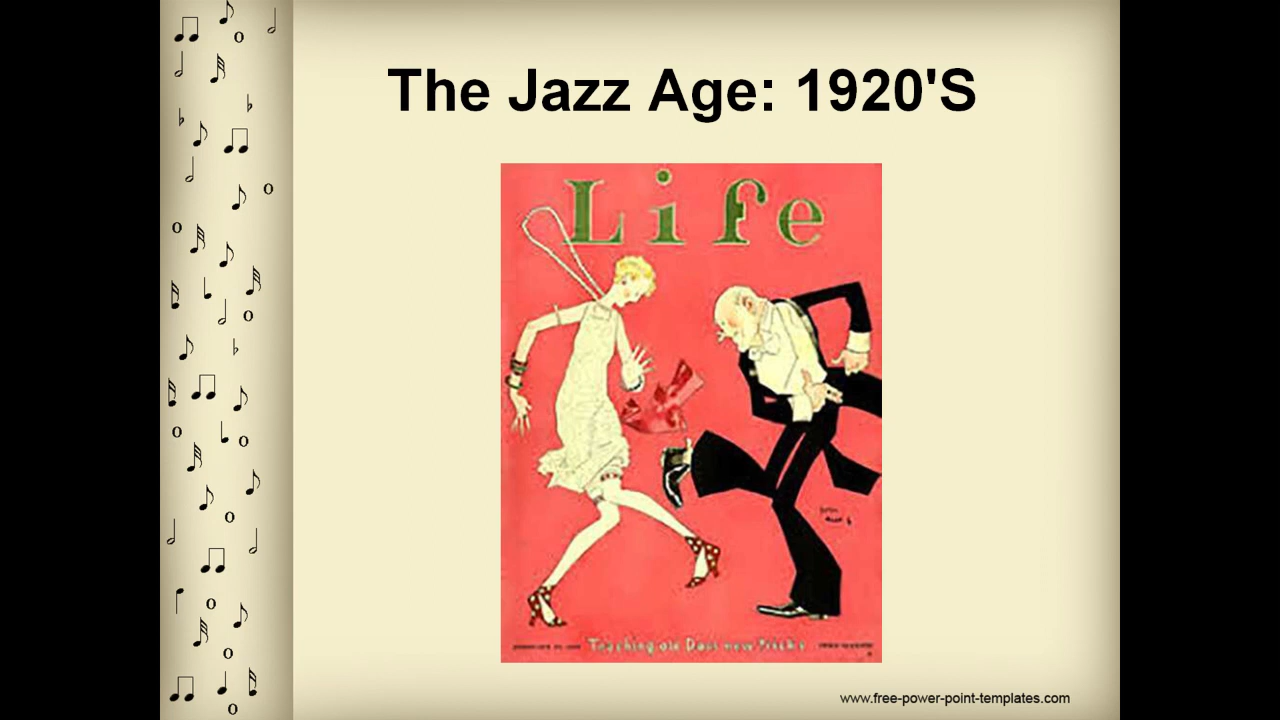 The Jazz Age: 1920'S
Life
Teaching old Dogs new Tricks
www.free-power-point-templates.com